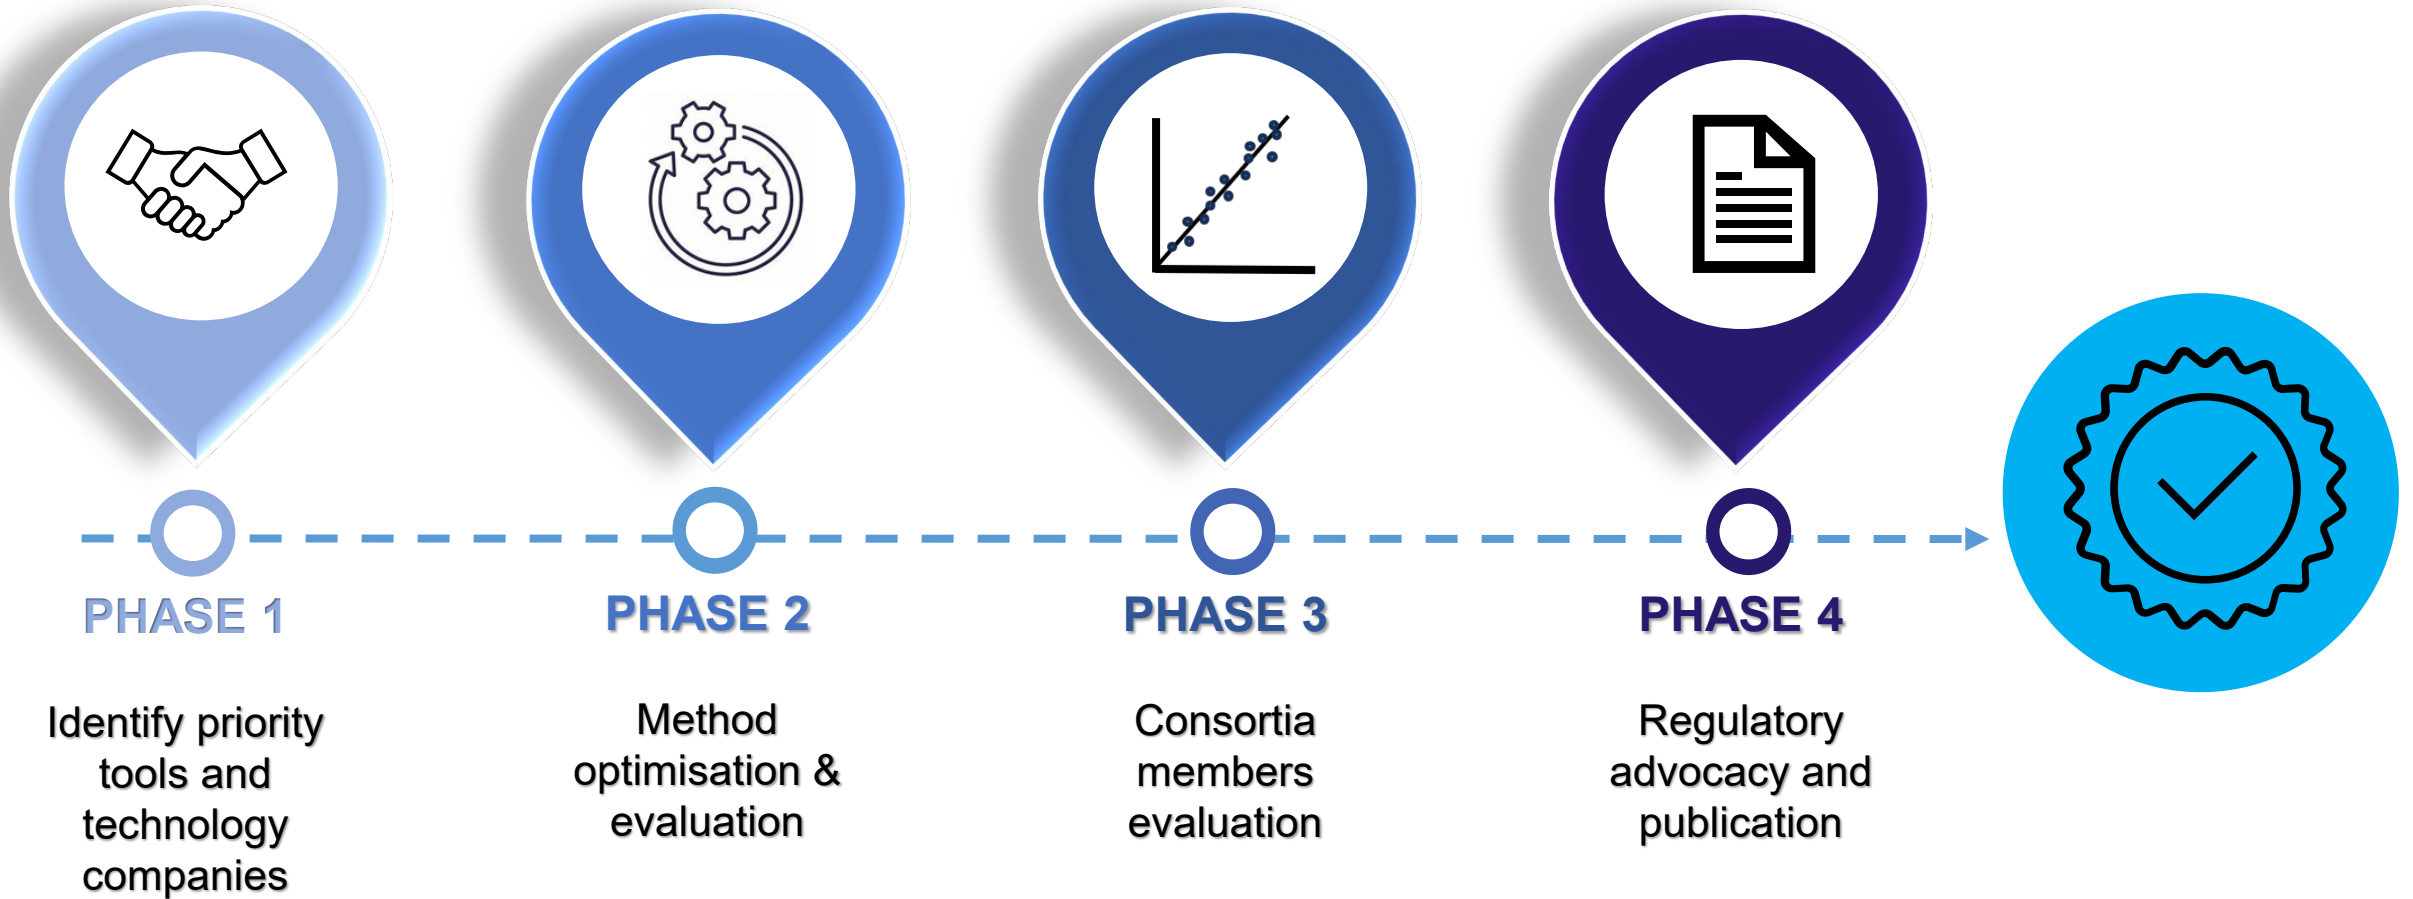 PHASE 1
Identify priority
tools and
technology
companies
PHASE 2
Method
optimisation &
evaluation
PHASE 3
Consortia
members
evaluation
PHASE 4
Regulatory
advocacy and
publication